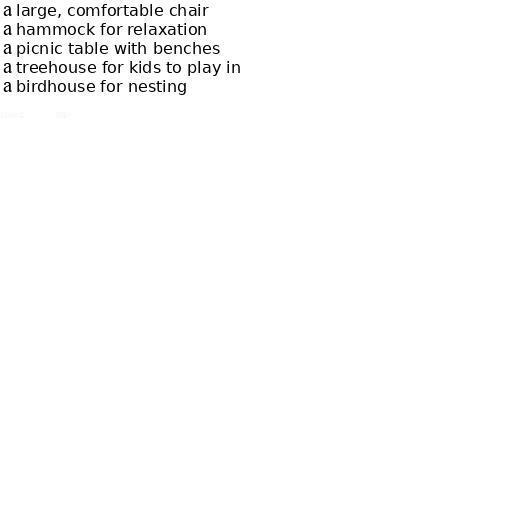 a large, comfortable chair
a hammock for relaxation
a picnic table with benches
a treehouse for kids to play in
a birdhouse for nesting